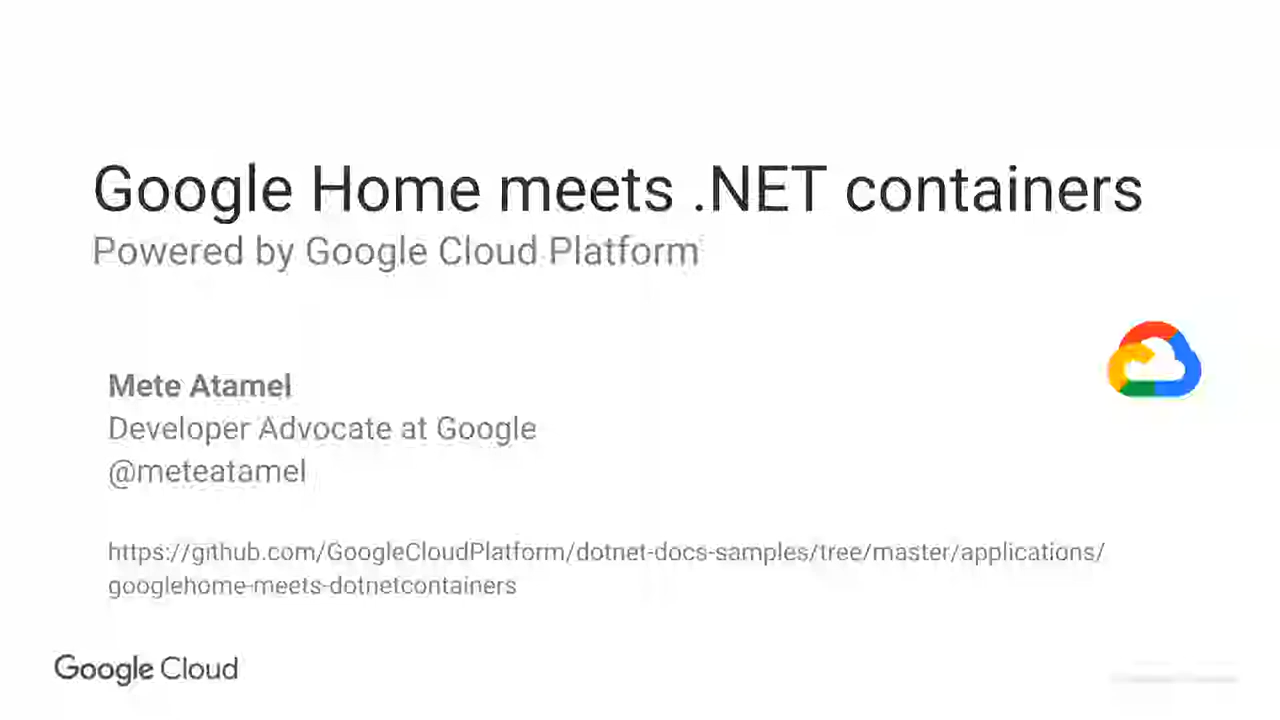 Google Home meets .NET containers
Powered by Google Cloud Platform
Mete Atamel
Developer Advocate at Google
@meteatamel
https://github.com/GoogleCloudPlatform/dotnet-docs-samples/tree/master/applications/
googlehome-meets-dotnetcontainers
Google Cloud